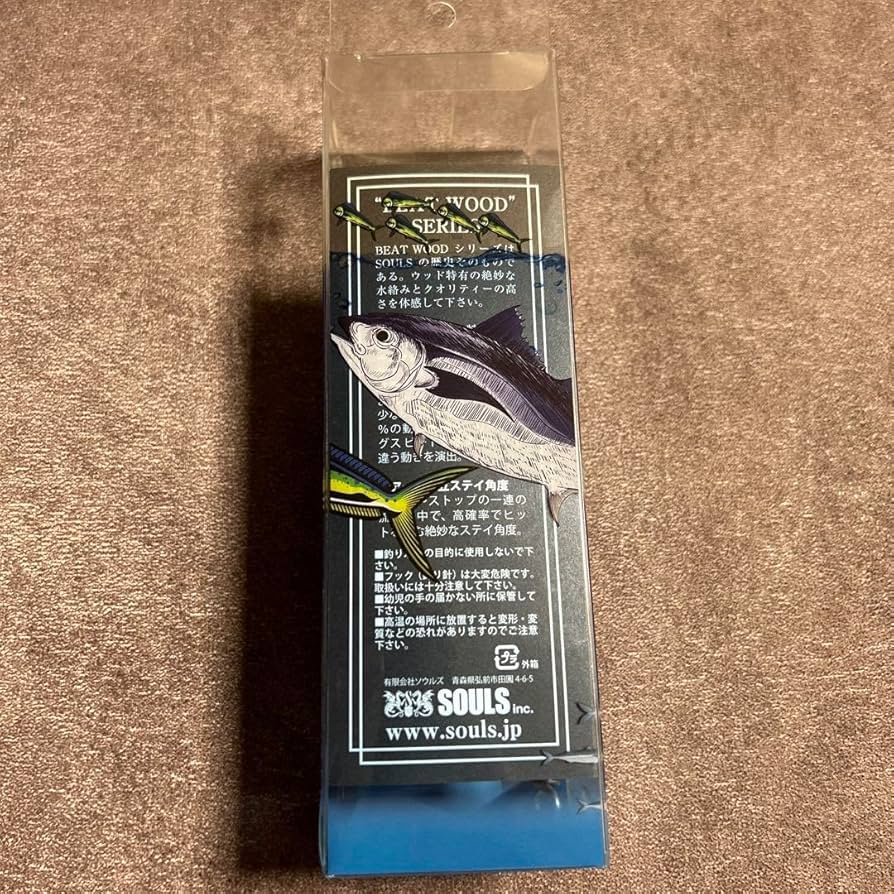 "BEAT WOOD"
SERIES
BEAT WOOD シリーズは
SOULS の歴史そのもので
ある。ウッド特有の絶妙な
水絡みとクオリティーの高
さを体感して下さい。
少な
%の動
グスピ
違う動きを演出。
ステイ角度
ストップの一連の
中で、高確率でヒッ
絶妙なステイ角度。
■釣り の目的に使用しないで下
さい。
■フック( り針)は大変危険です。
取扱いには十分注意して下さい。
■幼児の手の届かない所に保管して
下さい。
■高温の場所に放置すると変形・変
質などの恐れがありますのでご注意
下さい。
プラ 外箱
有限会社ソウルズ 青森県弘前市田園4-6-5
SOULS inc.
www.souls.jp